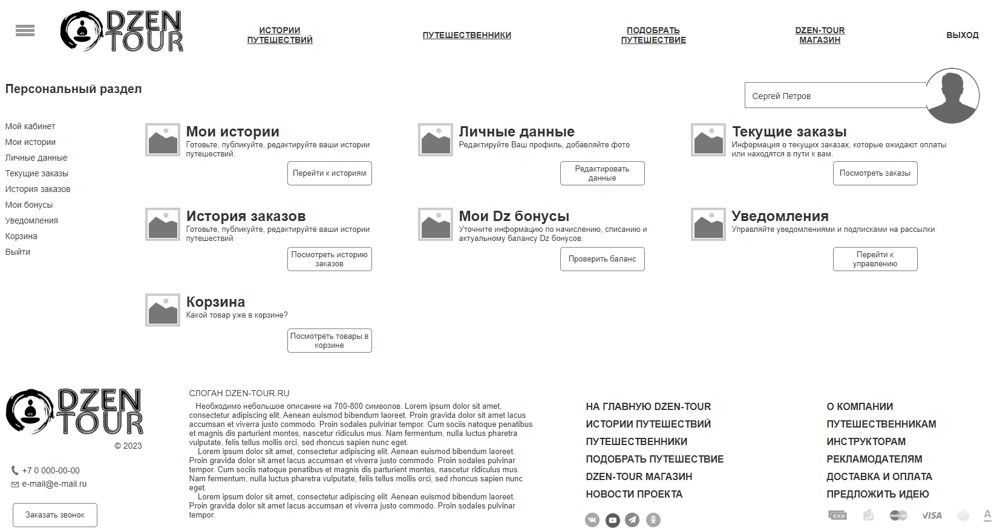 DZEN
TOUR
ИСТОРИИ
ПУТЕШЕСТВИЙ
ПУТЕШЕСТВЕННИКИ
ПОДОБРАТЬ
ПУТЕШЕСТВИЕ
DZEN-TOUR
МАГАЗИН
ВЫХОД
Персональный раздел
Сергей Петров
Мой кабинет
Мои истории
Личные данные
Текущие заказы
История заказов
Мои бонусы
Уведомления
Корзина
Выйти
Мои истории
Готовьте, публикуйте, редактируйте ваши истории
путешествий.
Перейти к историям
Личные данные
Редактируйте Ваш профиль, добавляйте фото
Редактировать
данные
Текущие заказы
Информация о текущих заказах, которые ожидают оплаты
или находятся в пути к вам.
Посмотреть заказы
История заказов
Готовьте, публикуйте, редактируйте ваши истории
путешествий
Посмотреть историю
заказов
Мои Dz бонусы
Уточните информацию по начислению, списанию и
актуальному балансу Dz бонусов.
Проверить баланс
Уведомления
Управляйте уведомлениями и подписками на рассылки
Перейти к
управлению
Корзина
Какой товар уже в корзине?
Посмотреть товары в
корзине
DZEN
TOUR
© 2023
+7 0 000-00-00
e-mail@e-mail.ru
Заказать звонок
СЛОГАН DZEN-TOUR.RU
Необходимо небольшое описание на 700-800 символов. Lorem ipsum dolor sit amet,
consectetur adipiscing elit. Aenean euismod bibendum laoreet. Proin gravida dolor sit amet lacus
accumsan et viverra justo commodo. Proin sodales pulvinar tempor. Cum sociis natoque penatibus
et magnis dis parturient montes, nascetur ridiculus mus. Nam fermentum, nulla luctus pharetra
vulputate, felis tellus mollis orci, sed rhoncus sapien nunc eget.
Lorem ipsum dolor sit amet, consectetur adipiscing elit. Aenean euismod bibendum laoreet.
Proin gravida dolor sit amet lacus accumsan et viverra justo commodo. Proin sodales pulvinar
tempor. Cum sociis natoque penatibus et magnis dis parturient montes, nascetur ridiculus mus.
Nam fermentum, nulla luctus pharetra vulputate, felis tellus mollis orci, sed rhoncus sapien nunc
eget.
Lorem ipsum dolor sit amet, consectetur adipiscing elit. Aenean euismod bibendum laoreet.
Proin gravida dolor sit amet lacus accumsan et viverra justo commodo. Proin sodales pulvinar
tempor.
НА ГЛАВНУЮ DZEN-TOUR
ИСТОРИИ ПУТЕШЕСТВИЙ
ПУТЕШЕСТВЕННИКИ
ПОДОБРАТЬ ПУТЕШЕСТВИЕ
DZEN-TOUR МАГАЗИН
НОВОСТИ ПРОЕКТА
О КОМПАНИИ
ПУТЕШЕСТВЕННИКАМ
ИНСТРУКТОРАМ
РЕКЛАМОДАТЕЛЯМ
ДОСТАВКА И ОПЛАТА
ПРЕДЛОЖИТЬ ИДЕЮ
MasterCard
VISA
А